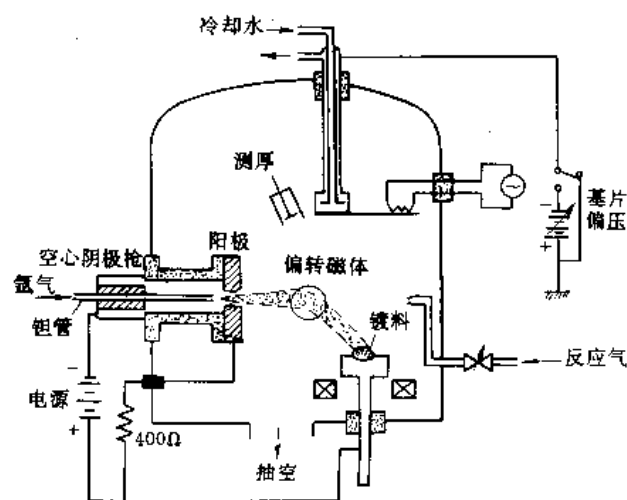 冷却水
测厚
基片
偏压
空心阴极枪
阳极
偏转磁体
氩气
钽管
镀料
反应气
电源
400Ω
抽空